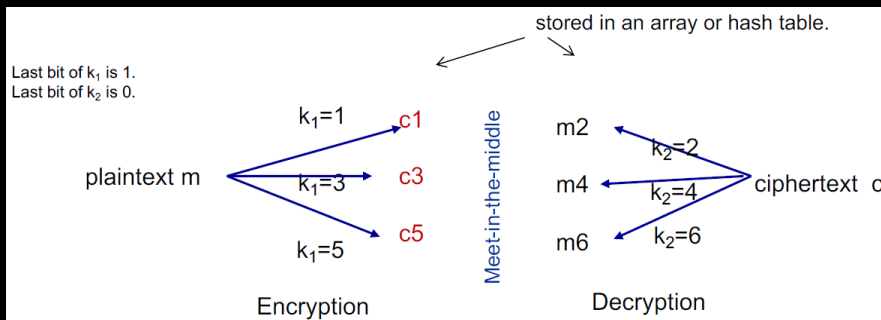 stored in an array or hash table.
Last bit of k₁ is 1.
Last bit of k₂ is 0.
k₁=1
c1
m2
k₂=2
plaintext m
k₁=3
c3
Meet-in-the-middle
m4
k₂=4
ciphertext c
k₁=5
c5
m6
k₂=6
Encryption
Decryption